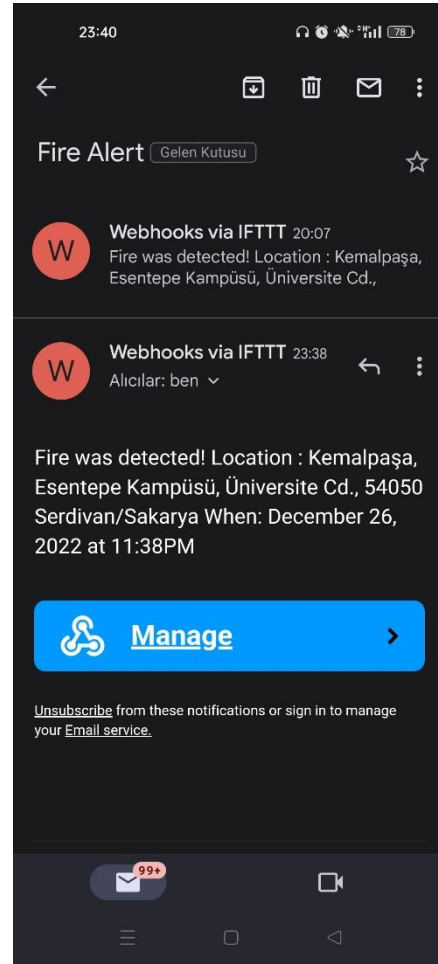 23:40
78
Fire Alert Gelen Kutusu
W
Webhooks via IFTTT 20:07
Fire was detected! Location : Kemalpaşa,
Esentepe Kampüsü, Üniversite Cd.,
W
Webhooks via IFTTT 23:38
Alıcılar: ben
Fire was detected! Location : Kemalpaşa,
Esentepe Kampüsü, Üniversite Cd., 54050
Serdivan/Sakarya When: December 26,
2022 at 11:38PM
Manage
Unsubscribe from these notifications or sign in to manage
your Email service.
99+